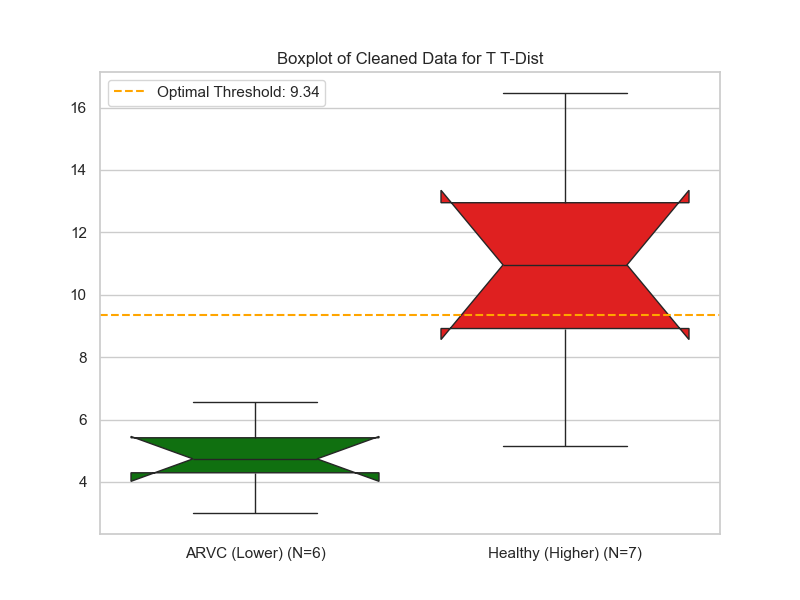 Boxplot of Cleaned Data for T T-Dist
Optimal Threshold: 9.34
16
14
12
10
8
6
4
ARVC (Lower) (N=6)
Healthy (Higher) (N=7)